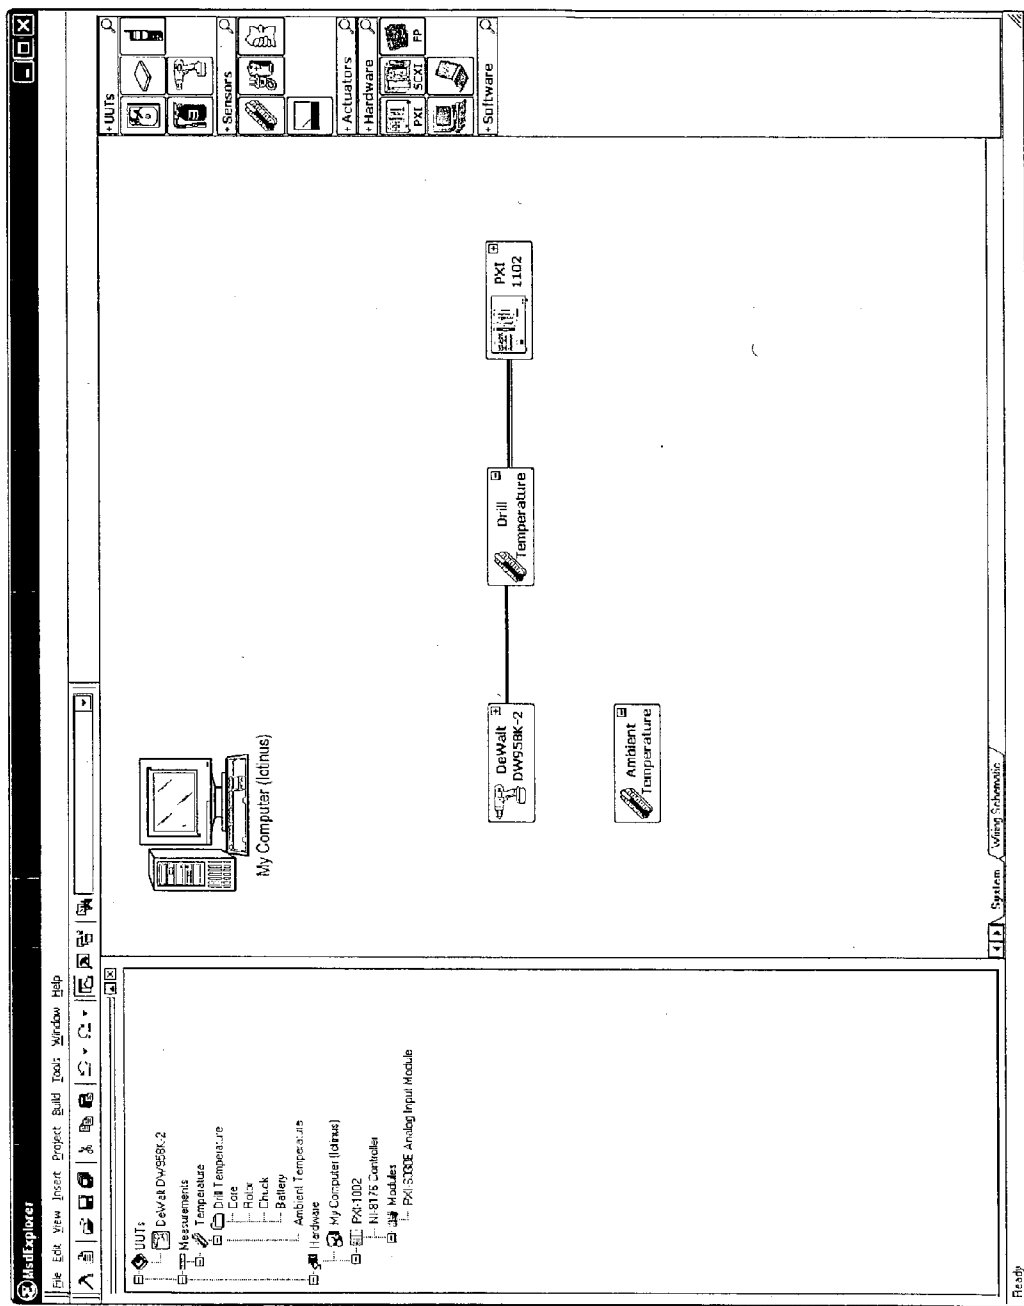 MsdExplorer
File Edit View Insert Project Build Tools Window Help
UUTs
DeWalt DW958K-2
Measurements
Temperature
Drill Temperature
Core
Rotor
Chuck
Battery
Ambient Temperature
Hardware
My Computer (Ictinus)
PXI-1002
NI-8176 Controller
Modules
PXI-6030E Analog Input Module
My Computer (Ictinus)
DeWalt
DW958K-2
Drill
Temperature
PXI
1102
Ambient
Temperature
System
Wiring Schematic
+UUTs
+Sensors
+Actuators
+Hardware
PXI
SCXI
FP
+Software
Ready